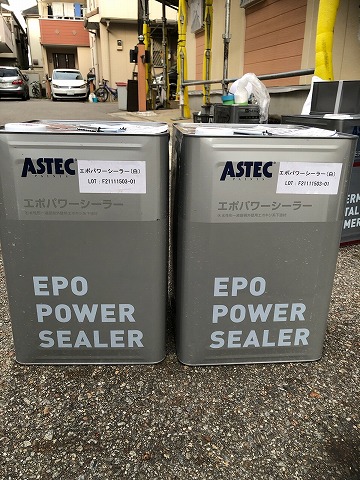 ASTEC
PAINTS
エポパワーシーラー(白)
LOT : F21111503-01
エポパワーシーラー
EPO
POWER
SEALER
ASTEC
PAINTS
エポパワーシーラー(白)
LOT : F21111503-01
エポパワーシーラー
EPO
POWER
SEALER